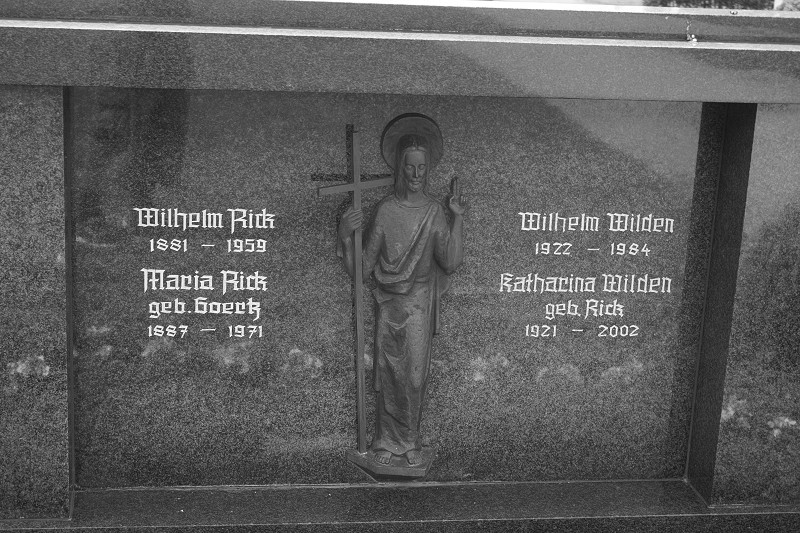 Wilhelm Rick
1881 – 1959
Maria Rick
geb. Goertz
1887 – 1971
Wilhelm Wilden
1922 – 1984
Katharina Wilden
geb. Rick
1921 – 2002